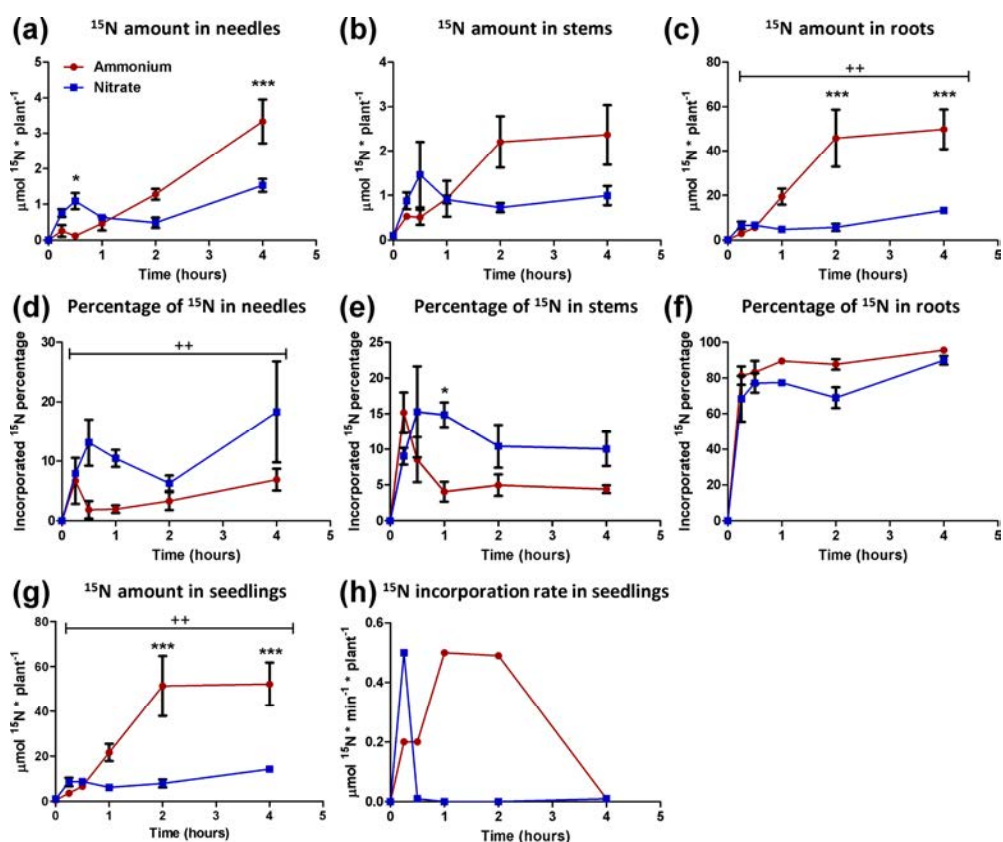 (a) ¹⁵N amount in needles
5
4
3
2
1
0
µmol ¹⁵N * plant⁻¹
Ammonium
Nitrate
*
***
0 1 2 3 4 5
Time (hours)
(b) ¹⁵N amount in stems
4
3
2
1
0
µmol ¹⁵N * plant⁻¹
0 1 2 3 4 5
Time (hours)
(c) ¹⁵N amount in roots
80
60
40
20
0
µmol ¹⁵N * plant⁻¹
++
*** ***
0 1 2 3 4 5
Time (hours)
(d) Percentage of ¹⁵N in needles
30
20
10
0
Incorporated ¹⁵N percentage
++
0 1 2 3 4 5
Time (hours)
(e) Percentage of ¹⁵N in stems
25
20
15
10
5
0
Incorporated ¹⁵N percentage
*
0 1 2 3 4 5
Time (hours)
(f) Percentage of ¹⁵N in roots
100
80
60
40
20
0
Incorporated ¹⁵N percentage
0 1 2 3 4 5
Time (hours)
(g) ¹⁵N amount in seedlings
80
60
40
20
0
µmol ¹⁵N * plant⁻¹
++
*** ***
0 1 2 3 4 5
Time (hours)
(h) ¹⁵N incorporation rate in seedlings
0.6
0.4
0.2
0.0
µmol ¹⁵N * min⁻¹ * plant⁻¹
0 1 2 3 4 5
Time (hours)